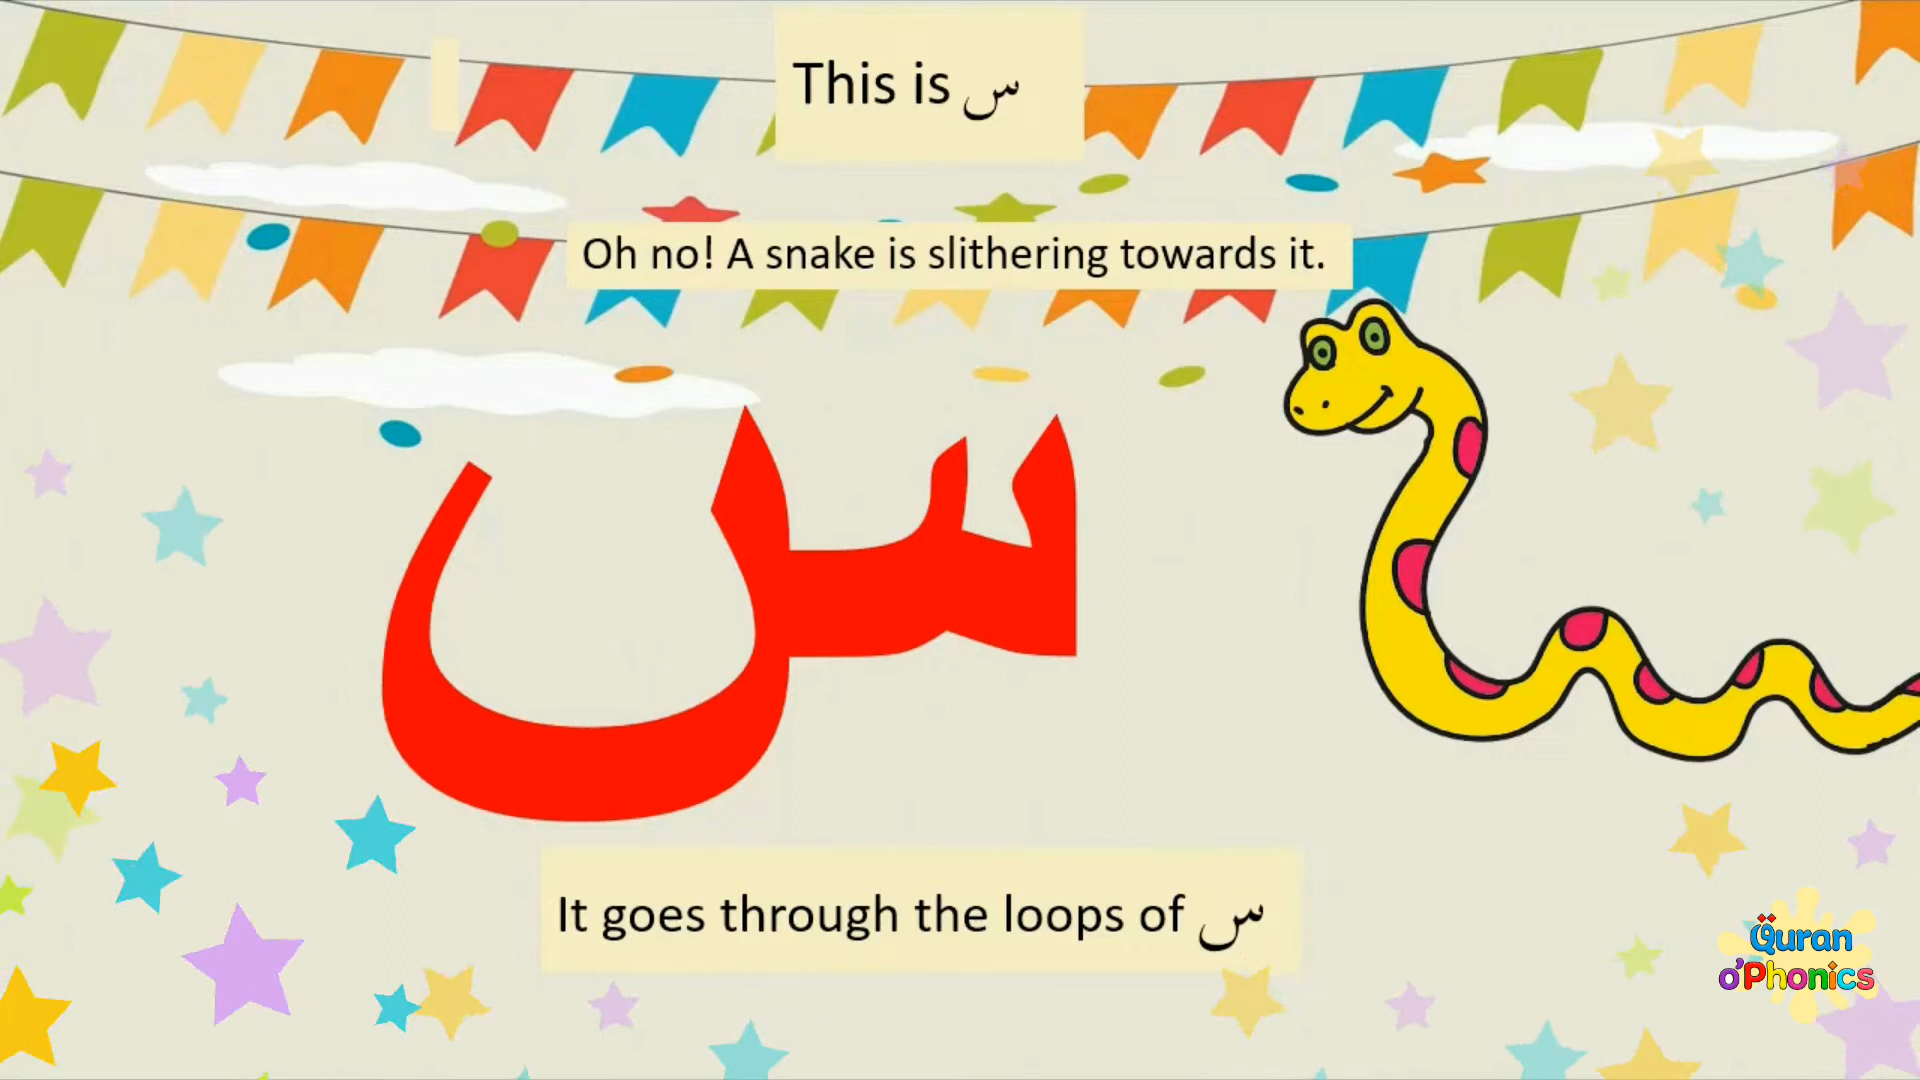 This is س
Oh no! A snake is slithering towards it.
س
It goes through the loops of س
Quran
o'Phonics